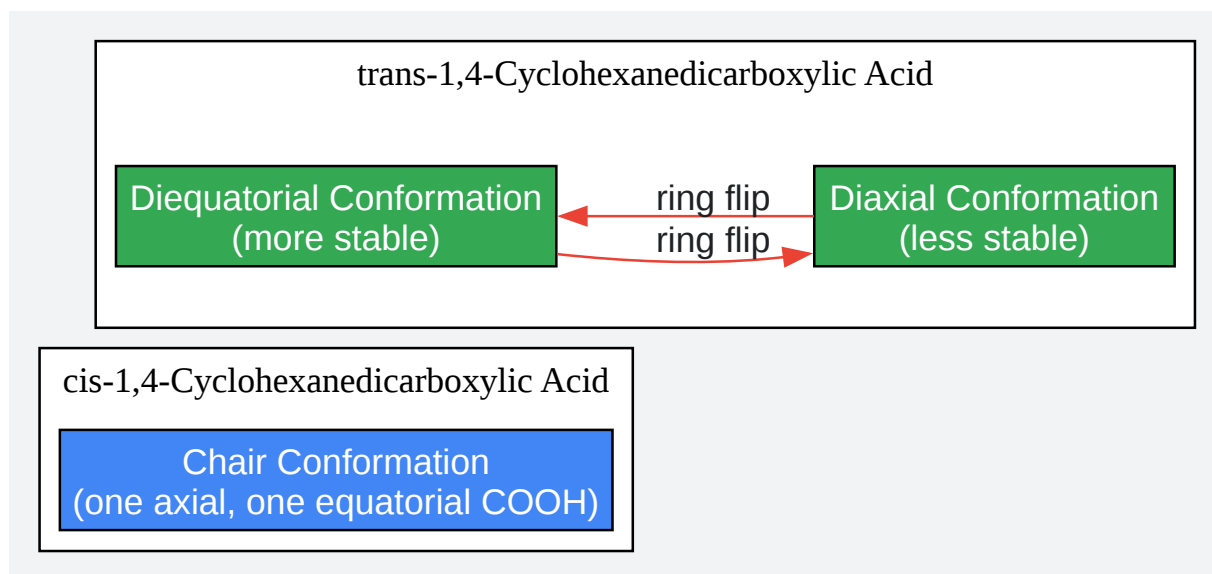 trans-1,4-Cyclohexanedicarboxylic Acid
Diequatorial Conformation
(more stable)
ring flip
ring flip
Diaxial Conformation
(less stable)
cis-1,4-Cyclohexanedicarboxylic Acid
Chair Conformation
(one axial, one equatorial COOH)